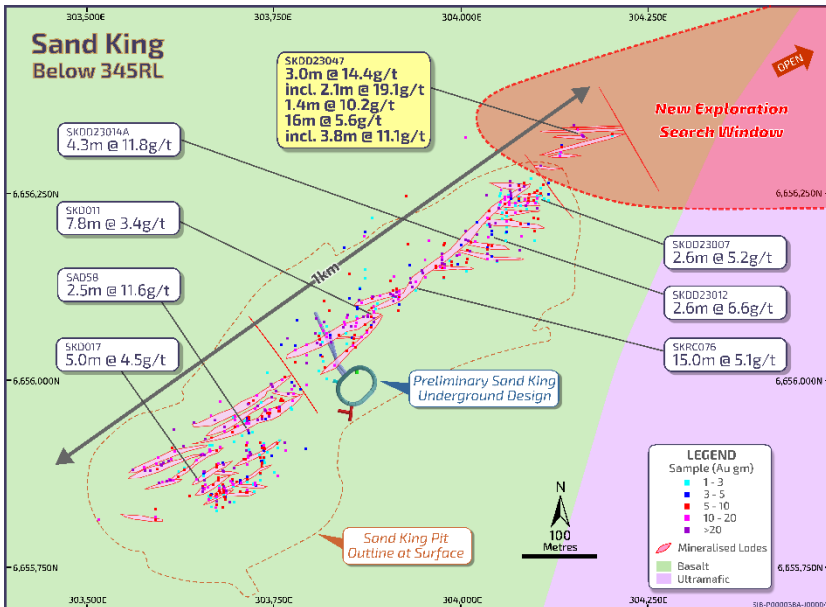 303,500E 303,750E 304,000E 304,250E
Sand King
Below 345RL
SKDD23047
3.0m @ 14.4g/t
incl. 2.1m @ 19.1g/t
1.4m @ 10.2g/t
16m @ 5.6g/t
incl. 3.8m @ 11.1g/t
OPEN
New Exploration
Search Window
SKDD23014A
4.3m @ 11.8g/t
6,656,250N
6,656,250N
SKD011
7.8m @ 3.4g/t
SKDD23007
2.6m @ 5.2g/t
1km
SAD58
2.5m @ 11.6g/t
SKDD23012
2.6m @ 6.6g/t
SKD017
5.0m @ 4.5g/t
SKRC076
15.0m @ 5.1g/t
6,656,000N
6,656,000N
Preliminary Sand King
Underground Design
LEGEND
Sample (Au gm)
1 - 3
3 - 5
5 - 10
10 - 20
>20
Mineralised Lodes
Basalt
Ultramafic
N
100
Metres
Sand King Pit
Outline at Surface
6,655,750N
6,655,750N
303,500E 303,750E 304,000E 304,250E